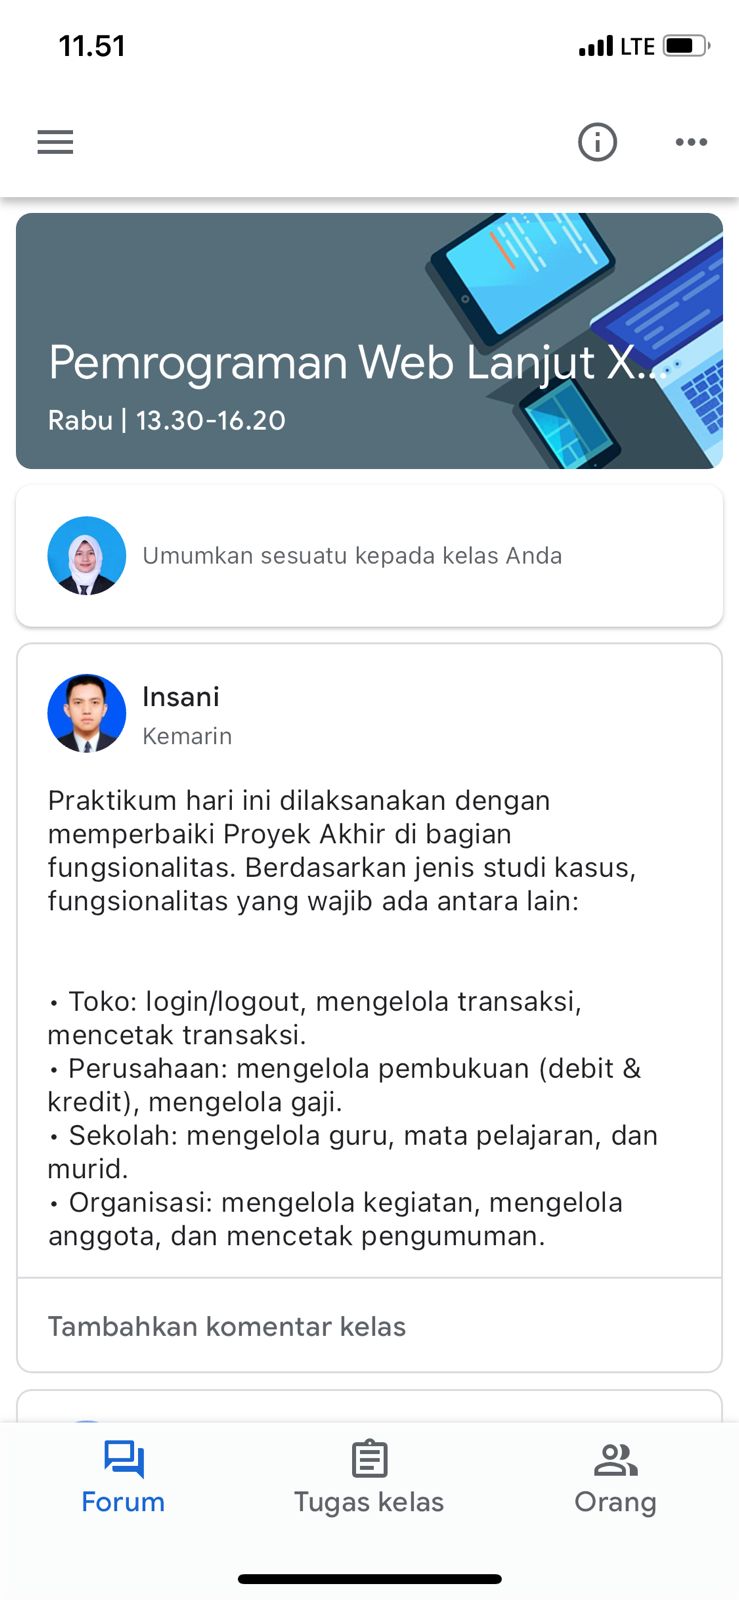 11.51
LTE
Pemrograman Web Lanjut X...
Rabu | 13.30-16.20
Umumkan sesuatu kepada kelas Anda
Insani
Kemarin
Praktikum hari ini dilaksanakan dengan
memperbaiki Proyek Akhir di bagian
fungsionalitas. Berdasarkan jenis studi kasus,
fungsionalitas yang wajib ada antara lain:
• Toko: login/logout, mengelola transaksi,
mencetak transaksi.
• Perusahaan: mengelola pembukuan (debit &
kredit), mengelola gaji.
• Sekolah: mengelola guru, mata pelajaran, dan
murid.
• Organisasi: mengelola kegiatan, mengelola
anggota, dan mencetak pengumuman.
Tambahkan komentar kelas
Forum
Tugas kelas
Orang